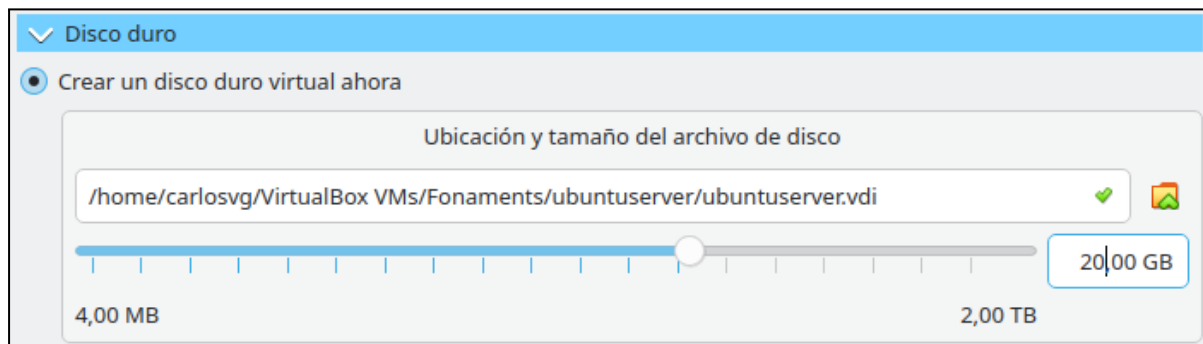 Disco duro
Crear un disco duro virtual ahora
Ubicación y tamaño del archivo de disco
/home/carlosvg/VirtualBox VMs/Fonaments/ubuntuserver/ubuntuserver.vdi
20,00 GB
4,00 MB 2,00 TB